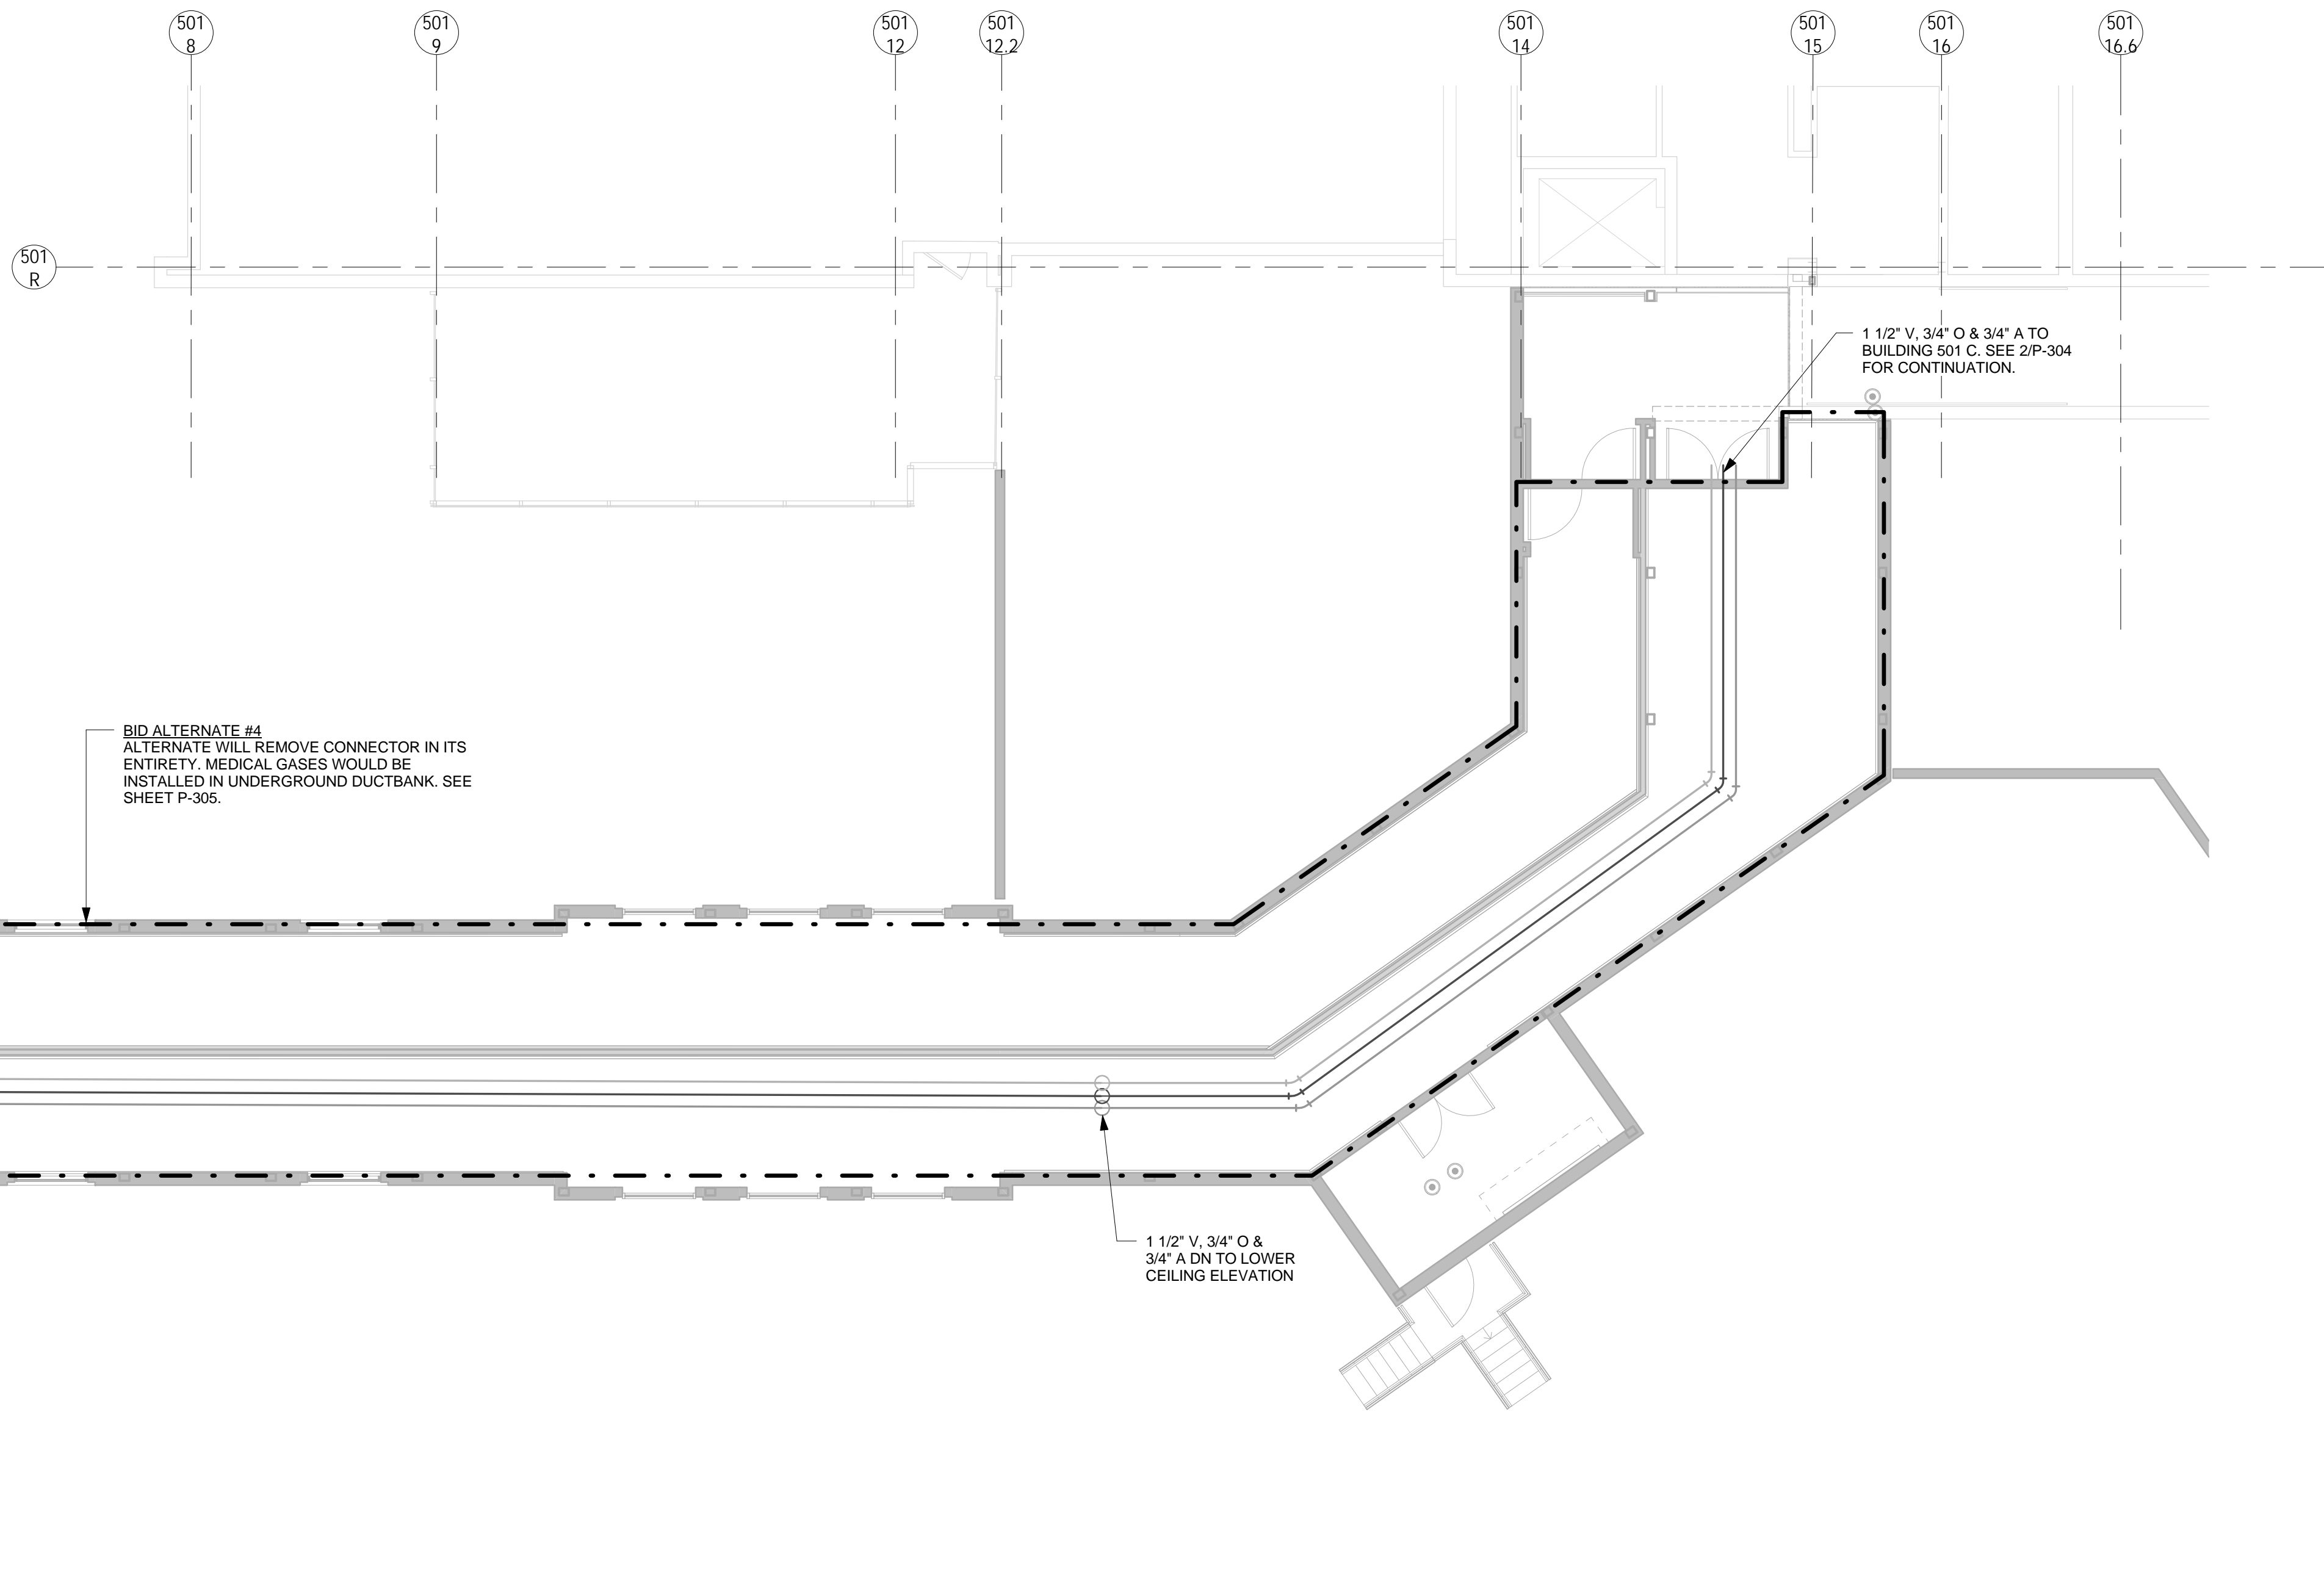 501
8
501
9
501
12
501
12.2
501
14
501
15
501
16
501
16.6
501
R
1 1/2" V, 3/4" O & 3/4" A TO
BUILDING 501 C. SEE 2/P-304
FOR CONTINUATION.
BID ALTERNATE #4
ALTERNATE WILL REMOVE CONNECTOR IN ITS
ENTIRETY. MEDICAL GASES WOULD BE
INSTALLED IN UNDERGROUND DUCTBANK. SEE
SHEET P-305.
1 1/2" V, 3/4" O &
3/4" A DN TO LOWER
CEILING ELEVATION